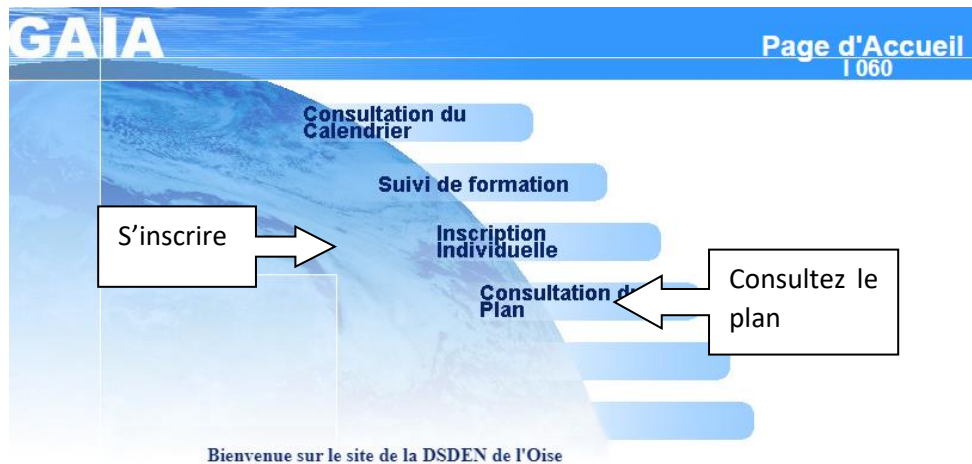 GAIA
Page d'Accueil
I 060
Consultation du
Calendrier
Suivi de formation
S'inscrire
Inscription
Individuelle
Consultation du
Plan
Consultez le
plan
Bienvenue sur le site de la DSDEN de l'Oise